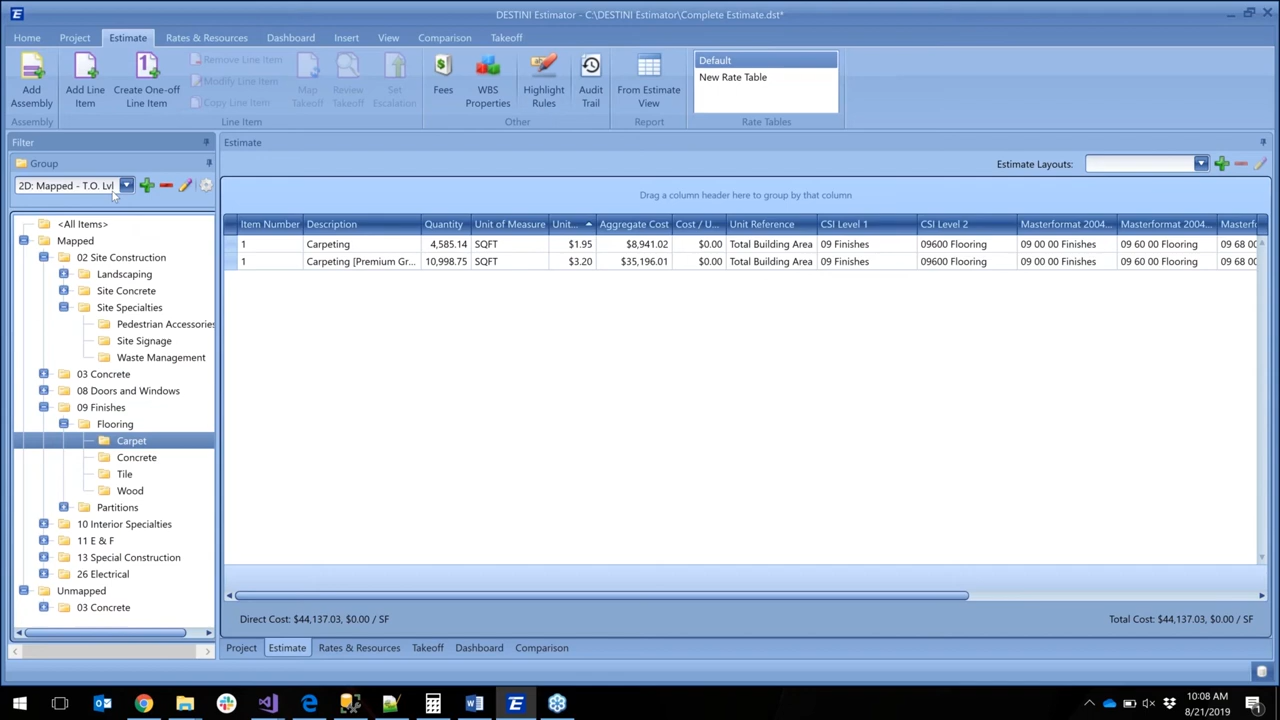 DESTINI Estimator - C:\DESTINI Estimator\Complete Estimate.dst*
Home Project Estimate Rates & Resources Dashboard Insert View Comparison Takeoff
Add Assembly
Add Line Item
Create One-off Line Item
Remove Line Item
Modify Line Item
Copy Line Item
Map Takeoff
Review Takeoff
Set Escalation
Fees
WBS Properties
Highlight Rules
Audit Trail
From Estimate View
Default
New Rate Table
Assembly Line Item Other Report Rate Tables
Filter
Group
2D: Mapped - T.O. Lvl
<All Items>
Mapped
02 Site Construction
Landscaping
Site Concrete
Site Specialties
Pedestrian Accessories
Site Signage
Waste Management
03 Concrete
08 Doors and Windows
09 Finishes
Flooring
Carpet
Concrete
Tile
Wood
Partitions
10 Interior Specialties
11 E & F
13 Special Construction
26 Electrical
Unmapped
03 Concrete
Estimate
Estimate Layouts:
Drag a column header here to group by that column
Item Number Description Quantity Unit of Measure Unit... Aggregate Cost Cost / U... Unit Reference CSI Level 1 CSI Level 2 Masterformat 2004... Masterformat 2004... Masterfo
1 Carpeting 4,585.14 SQFT $1.95 $8,941.02 $0.00 Total Building Area 09 Finishes 09600 Flooring 09 00 00 Finishes 09 60 00 Flooring 09 68 00
1 Carpeting [Premium Gr... 10,998.75 SQFT $3.20 $35,196.01 $0.00 Total Building Area 09 Finishes 09600 Flooring 09 00 00 Finishes 09 60 00 Flooring 09 68 00
Direct Cost: $44,137.03, $0.00 / SF Total Cost: $44,137.03, $0.00 / SF
Project Estimate Rates & Resources Takeoff Dashboard Comparison
10:08 AM
8/21/2019
1